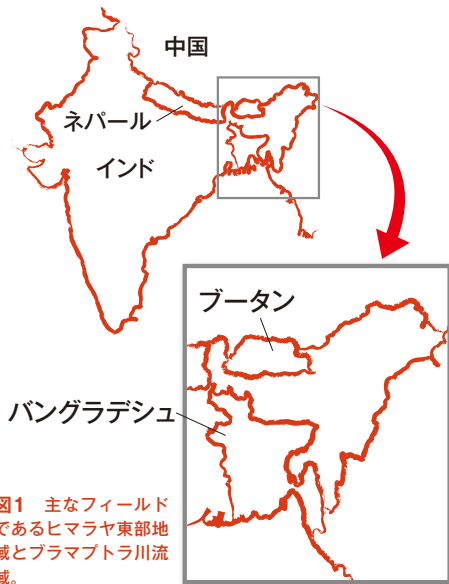 中国
ネパール
インド
ブータン
バングラデシュ
図1 主なフィールド
であるヒマラヤ東部地
域とブラマプトラ川流
域。